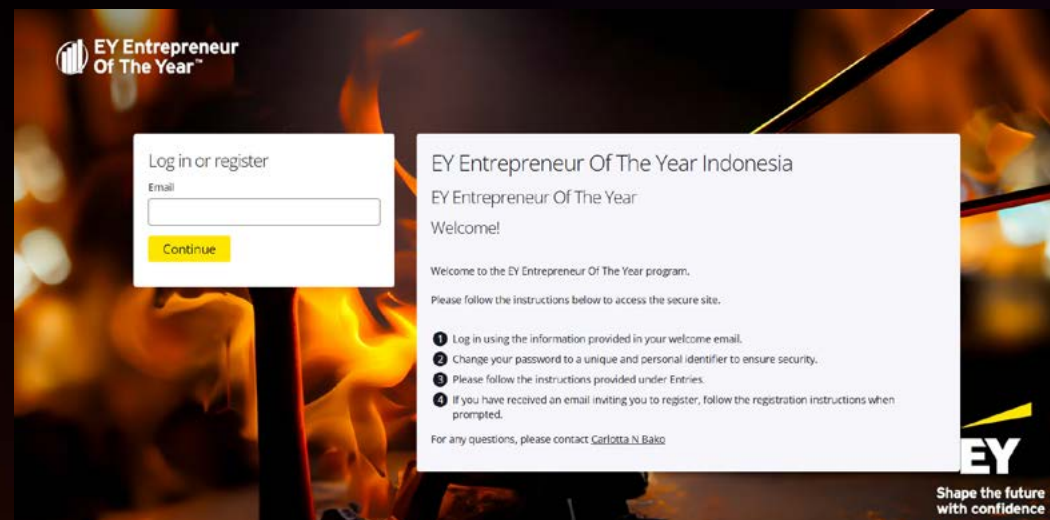 EY Entrepreneur
Of The Year™
Log in or register
Email
Continue
EY Entrepreneur Of The Year Indonesia
EY Entrepreneur Of The Year
Welcome!
Welcome to the EY Entrepreneur Of The Year program.
Please follow the instructions below to access the secure site.
1 Log in using the information provided in your welcome email.
2 Change your password to a unique and personal identifier to ensure security.
3 Please follow the instructions provided under Entries.
4 If you have received an email inviting you to register, follow the registration instructions when
prompted.
For any questions, please contact Carlotta N Bako
EY
Shape the future
with confidence